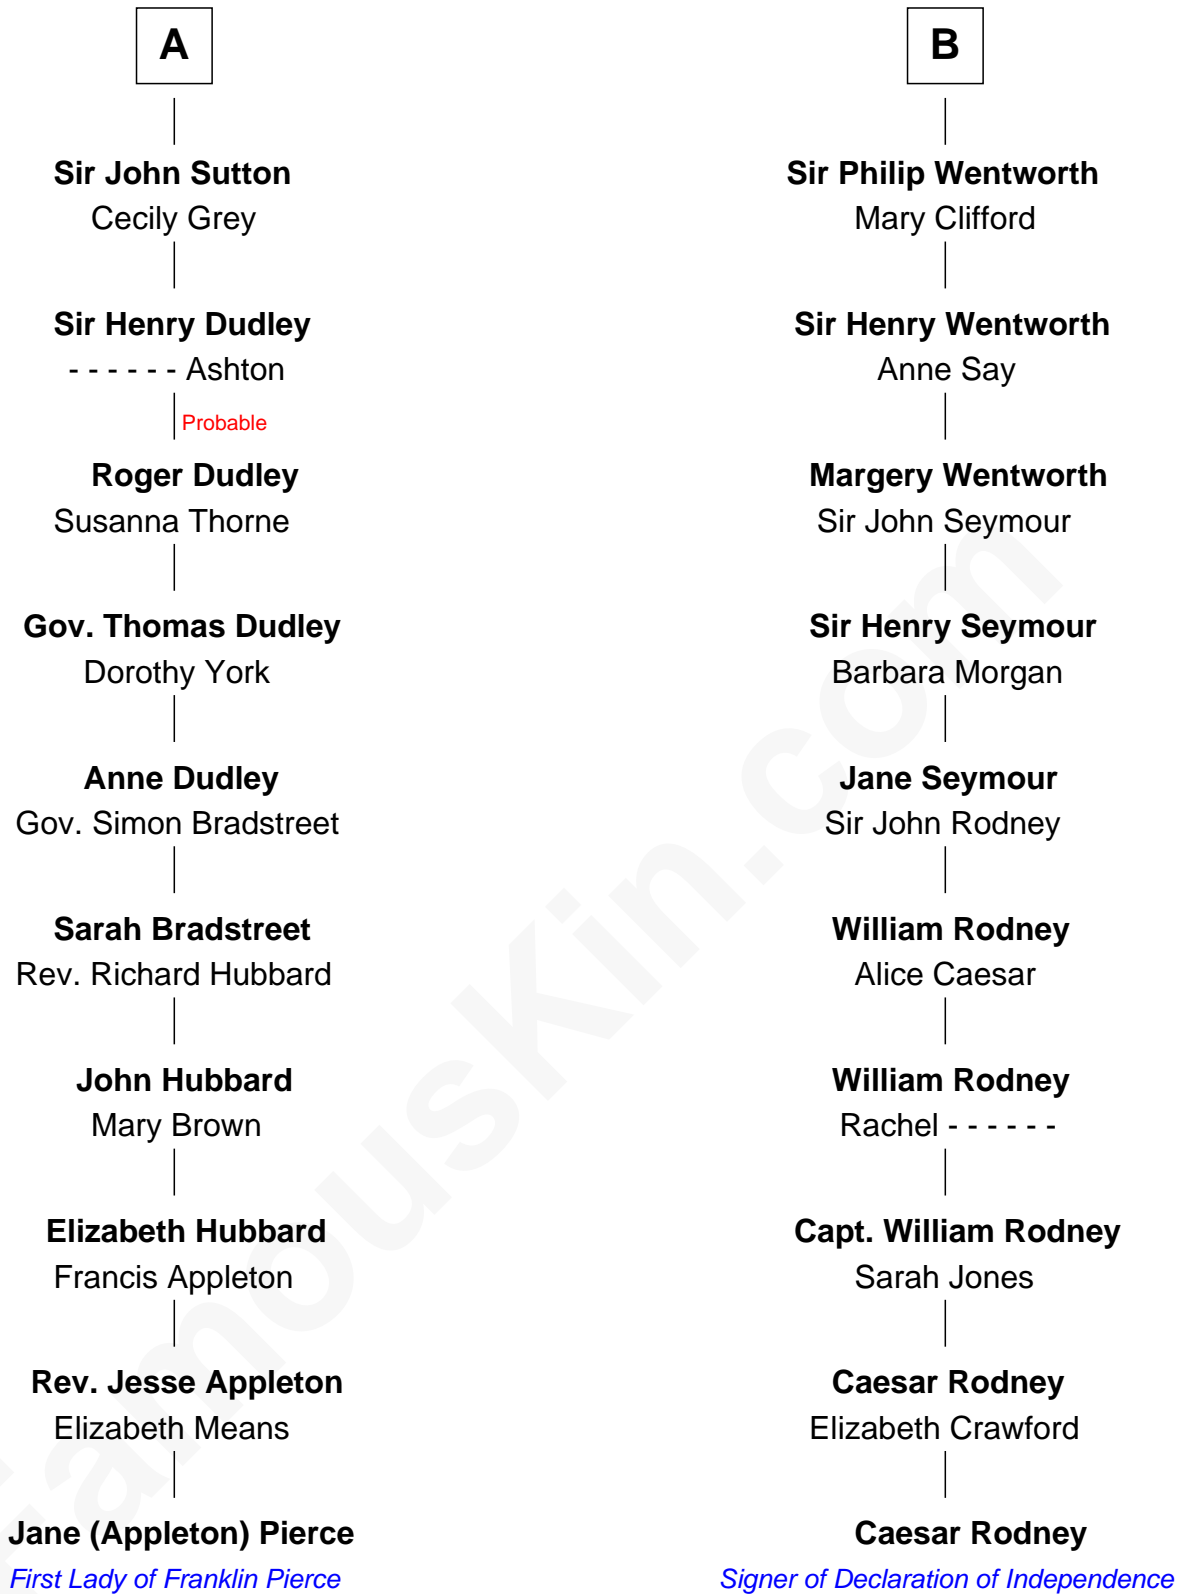 A
Sir John Sutton
Cecily Grey
Sir Henry Dudley
- - - - - - Ashton
Probable
Roger Dudley
Susanna Thorne
Gov. Thomas Dudley
Dorothy York
Anne Dudley
Gov. Simon Bradstreet
Sarah Bradstreet
Rev. Richard Hubbard
John Hubbard
Mary Brown
Elizabeth Hubbard
Francis Appleton
Rev. Jesse Appleton
Elizabeth Means
Jane (Appleton) Pierce
First Lady of Franklin Pierce
B
Sir Philip Wentworth
Mary Clifford
Sir Henry Wentworth
Anne Say
Margery Wentworth
Sir John Seymour
Sir Henry Seymour
Barbara Morgan
Jane Seymour
Sir John Rodney
William Rodney
Alice Caesar
William Rodney
Rachel - - - - - -
Capt. William Rodney
Sarah Jones
Caesar Rodney
Elizabeth Crawford
Caesar Rodney
Signer of Declaration of Independence
FamousKin.com